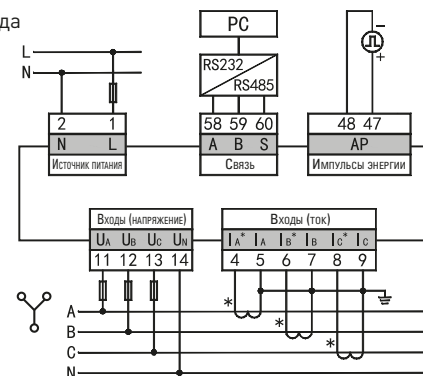 да
PC
L
N
RS232
RS485
2 1
58 59 60
48 47
N L
A B S
AP
Источник питания
Связь
Импульсы энергии
− +
Входы (напряжение)
Входы (ток)
UA UB UC UN
IA* IA IB* IB IC* IC
11 12 13 14
4 5 6 7 8 9
*
A
*
B
*
C
N